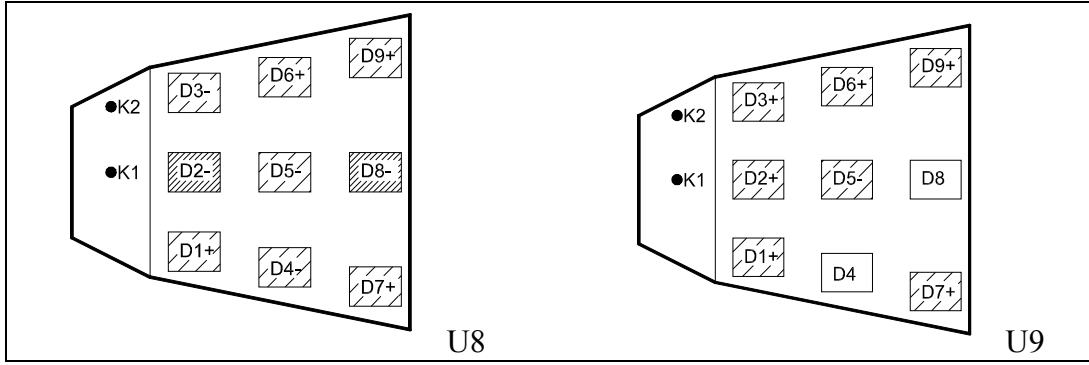 D9+
D6+
D3-
K2
D2-
D5-
D8-
K1
D1+
D4-
D7+
U8
D9+
D6+
D3+
K2
D2+
D5-
D8
K1
D1+
D4
D7+
U9